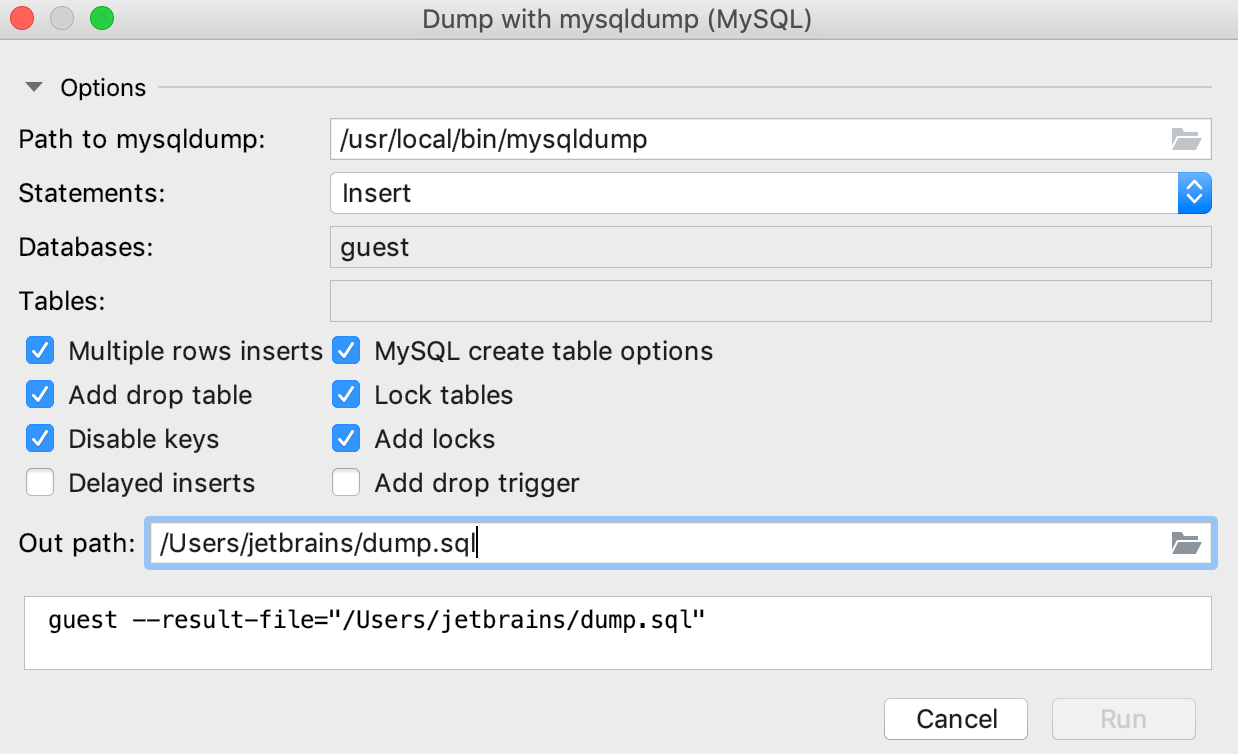 Dump with mysqldump (MySQL)
Options
Path to mysqldump: /usr/local/bin/mysqldump
Statements: Insert
Databases: guest
Tables:
Multiple rows inserts MySQL create table options
Add drop table Lock tables
Disable keys Add locks
Delayed inserts Add drop trigger
Out path: /Users/jetbrains/dump.sql
guest --result-file="/Users/jetbrains/dump.sql"
Cancel Run